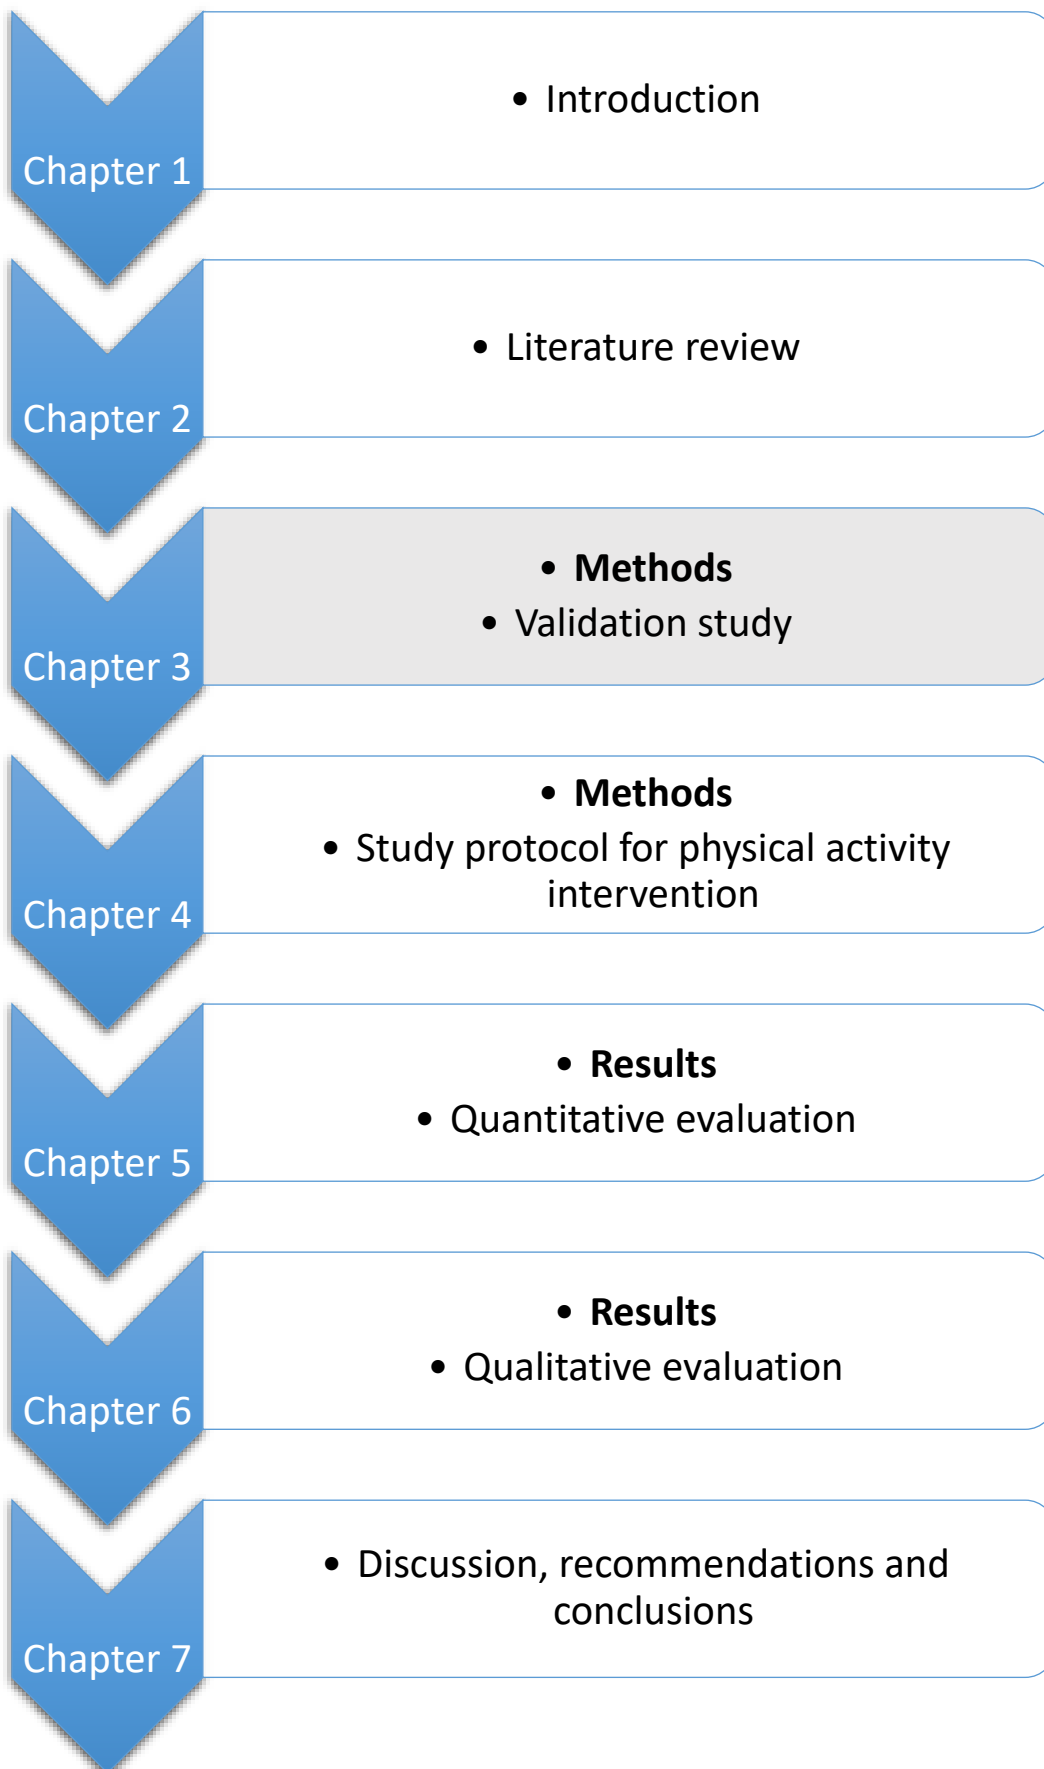 Chapter 1
• Introduction
Chapter 2
• Literature review
Chapter 3
• Methods
• Validation study
Chapter 4
• Methods
• Study protocol for physical activity
intervention
Chapter 5
• Results
• Quantitative evaluation
Chapter 6
• Results
• Qualitative evaluation
Chapter 7
• Discussion, recommendations and
conclusions